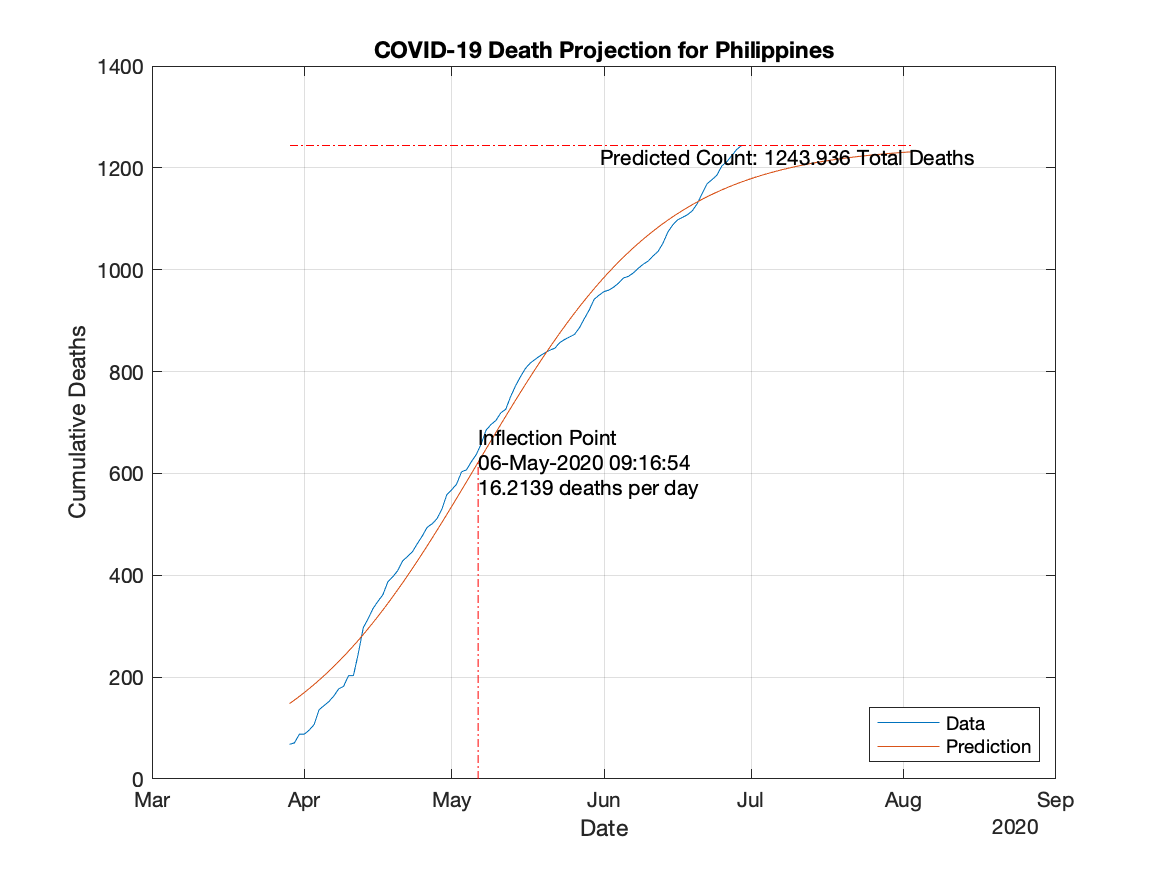 COVID-19 Death Projection for Philippines
1400
1200
1000
800
600
400
200
0
Cumulative Deaths
Predicted Count: 1243.936 Total Deaths
Inflection Point
06-May-2020 09:16:54
16.2139 deaths per day
Data
Prediction
Mar Apr May Jun Jul Aug Sep
Date
2020